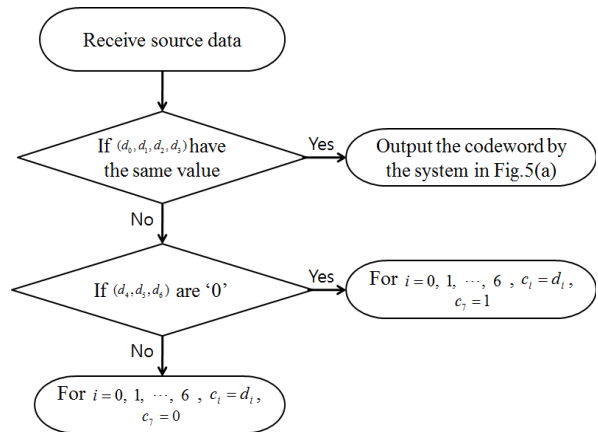 Receive source data
If (d₀,d₁,d₂,d₃) have
the same value
Yes
Output the codeword by
the system in Fig.5(a)
No
If (d₄,d₅,d₆) are ‘0’
Yes
For i = 0, 1, ⋯, 6 , cᵢ = dᵢ ,
c₇ = 1
No
For i = 0, 1, ⋯, 6 , cᵢ = dᵢ ,
c₇ = 0